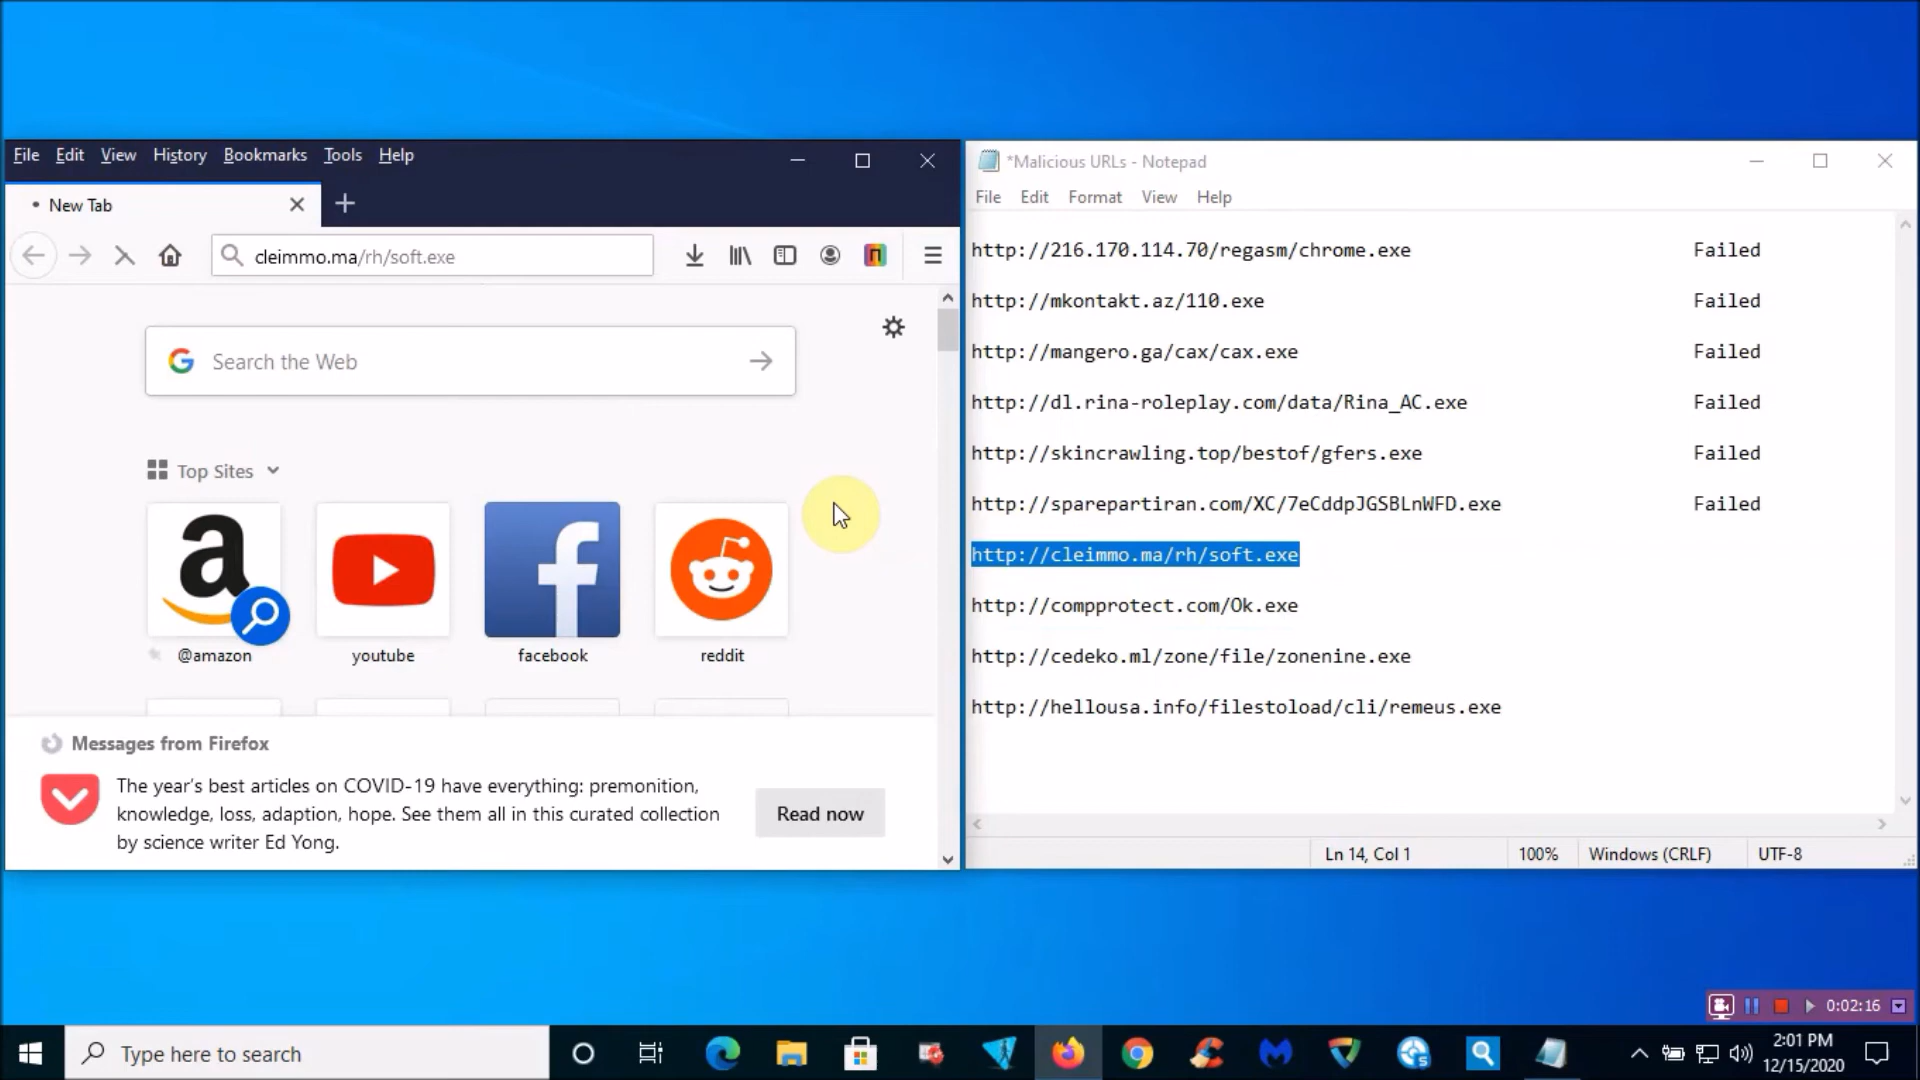 File Edit View History Bookmarks Tools Help
New Tab
cleimmo.ma/rh/soft.exe
Search the Web
Top Sites
@amazon youtube facebook reddit
Messages from Firefox
The year's best articles on COVID-19 have everything: premonition,
knowledge, loss, adaption, hope. See them all in this curated collection
by science writer Ed Yong.
Read now
*Malicious URLs - Notepad
File Edit Format View Help
http://216.170.114.70/regasm/chrome.exe Failed
http://mkontakt.az/110.exe Failed
http://mangero.ga/cax/cax.exe Failed
http://dl.rina-roleplay.com/data/Rina_AC.exe Failed
http://skincrawling.top/bestof/gfers.exe Failed
http://sparepartiran.com/XC/7eCddpJGSBLnWFD.exe Failed
http://cleimmo.ma/rh/soft.exe
http://compprotect.com/Ok.exe
http://cedeko.ml/zone/file/zonenine.exe
http://hellousa.info/filestoload/cli/remeus.exe
Ln 14, Col 1 100% Windows (CRLF) UTF-8
0:02:16
Type here to search
2:01 PM
12/15/2020